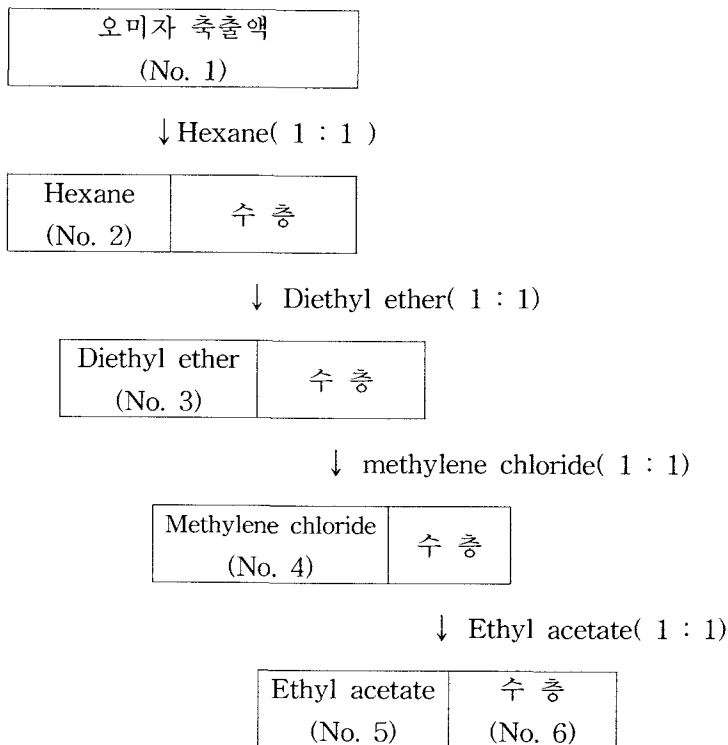 오미자 축출액
(No. 1)
↓ Hexane( 1 : 1 )
Hexane
(No. 2)
수 층
↓ Diethyl ether( 1 : 1)
Diethyl ether
(No. 3)
수 층
↓ methylene chloride( 1 : 1)
Methylene chloride
(No. 4)
수 층
↓ Ethyl acetate( 1 : 1)
Ethyl acetate
(No. 5)
수 층
(No. 6)